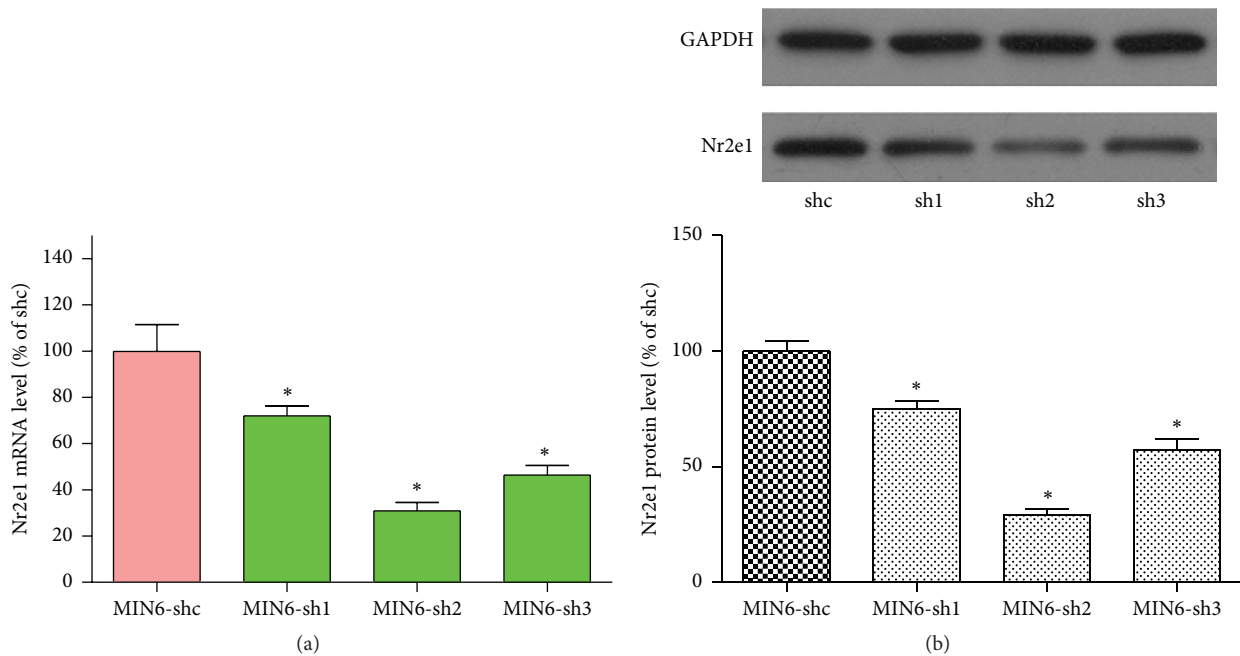 GAPDH
Nr2e1
shc sh1 sh2 sh3
Nr2e1 mRNA level (% of shc)
140
120
100
80
60
40
20
0
* * *
MIN6-shc MIN6-sh1 MIN6-sh2 MIN6-sh3
(a)
Nr2e1 protein level (% of shc)
150
100
50
0
* * *
MIN6-shc MIN6-sh1 MIN6-sh2 MIN6-sh3
(b)